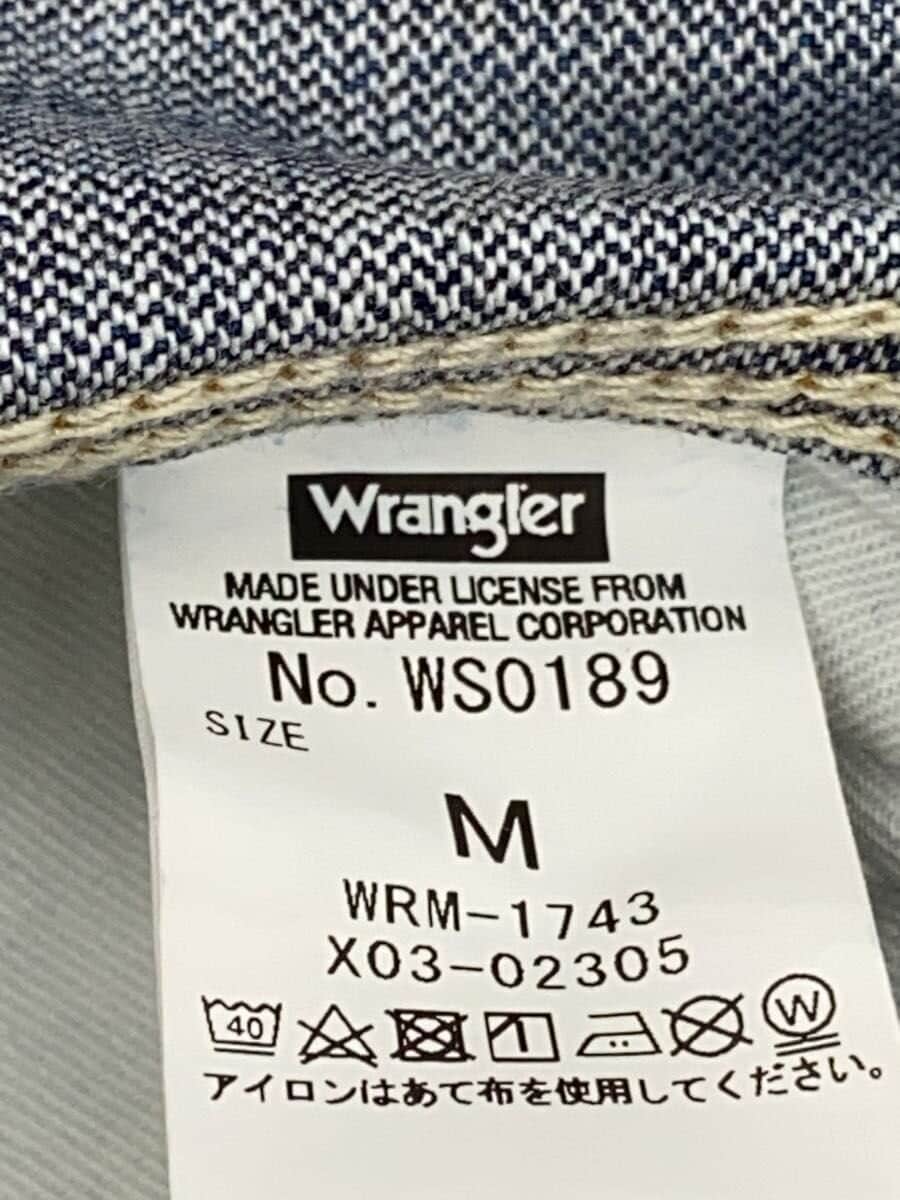 Wrangler
MADE UNDER LICENSE FROM
WRANGLER APPAREL CORPORATION
No. WS0189
SIZE
M
WRM-1743
X03-02305
40 W
アイロンはあて布を使用してください。